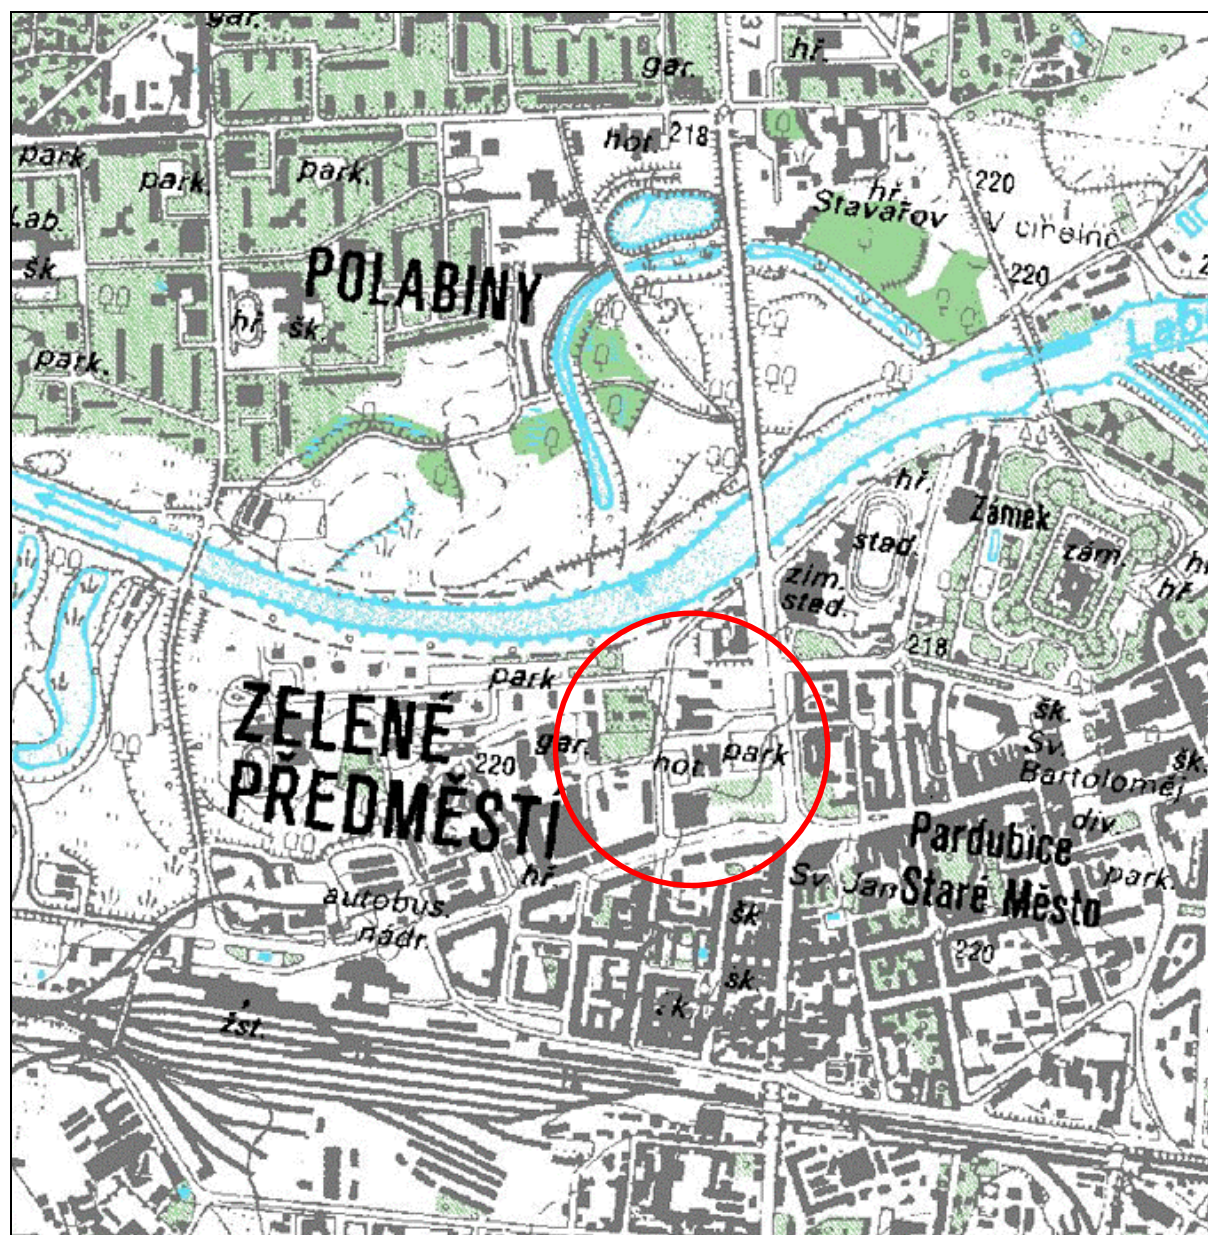 gar.
37
hř.
gar.
hot. 218
park.
park.
park.
hř.
Stavařov
220
V cihelně
Lab.
šk.
POLABINY
220
hř.
šk.
Lab
park.
hř.
Zámek
stad.
zám.
hř.
zim.
stad.
218
park
ZELENÉ
PŘEDMĚSTÍ
gar.
hot.
park
220
šk.
Sv.
Bartoloměj
šk.
div.
Pardubice
Staré Město
hř.
Sv. Jan
park.
autobus.
nádr.
šk.
220
šk.
žst.